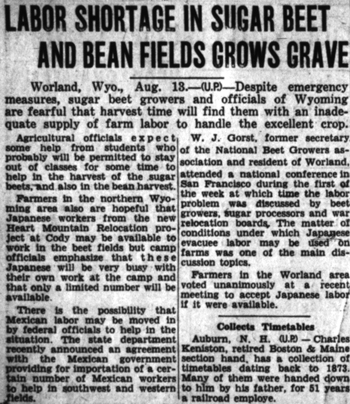 LABOR SHORTAGE IN SUGAR BEET
AND BEAN FIELDS GROWS GRAVE
Worland, Wyo., Aug. 13.—(U.P.)—Despite emergency
measures, sugar beet growers and officials of Wyoming
are fearful that harvest time will find them with an inade-
quate supply of farm labor to handle the excellent crop.
Agricultural officials expect
some help from students who
probably will be permitted to stay
out of classes for some time to
help in the harvest of the sugar
beets, and also in the bean harvest.
Farmers in the northern Wyo-
ming area also are hopeful that
Japanese workers from the new
Heart Mountain Relocation pro-
ject at Cody may be available to
work in the beet fields but camp
officials emphasize that these
Japanese will be very busy with
their own work at the camp and
that only a limited number will be
available.
There is the possibility that
Mexican labor may be moved in
by federal officials to help in the
situation. The state department
recently announced an agreement
with the Mexican government
providing for importation of a cer-
tain number of Mexican workers
to help in southwest and western
fields.
W. J. Gorst, former secretary
of the National Beet Growers as-
sociation and resident of Worland,
attended a national conference in
San Francisco during the first of
the week at which time the labor
problem was discussed by beet
growers, sugar processors and war
relocation boards. The matter of
conditions under which Japanese
evacuee labor may be used on
farms was one of the main dis-
cussion topics.
Farmers in the Worland area
voted unanimously at a recent
meeting to accept Japanese labor
if it were available.
Collects Timetables
Auburn, N. H. (U.P.)—Charles
Keniston, retired Boston & Maine
section hand, has a collection of
timetables dating back to 1873.
Many of them were handed down
to him by his father, for 51 years
a railroad employe.